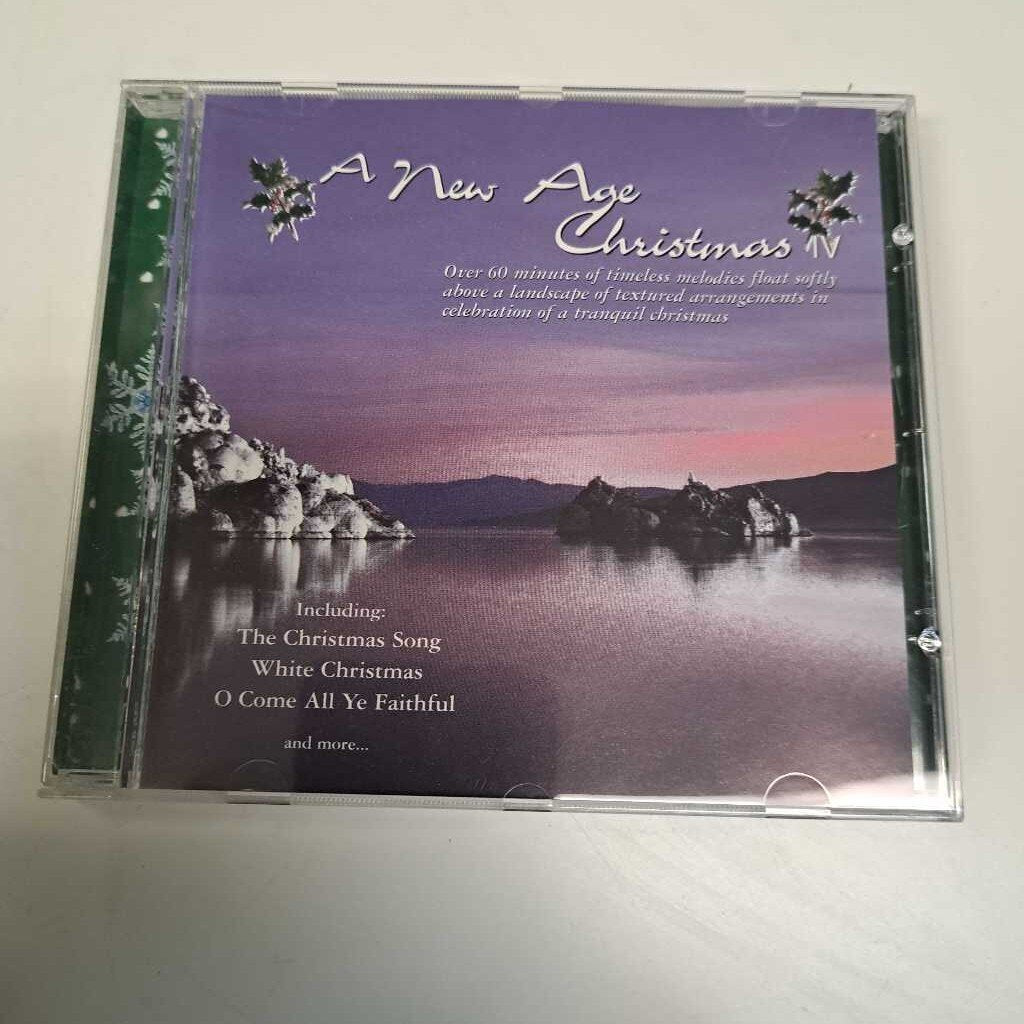 A New Age
Christmas IV
Over 60 minutes of timeless melodies float softly
above a landscape of textured arrangements in
celebration of a tranquil christmas
Including:
The Christmas Song
White Christmas
O Come All Ye Faithful
and more...